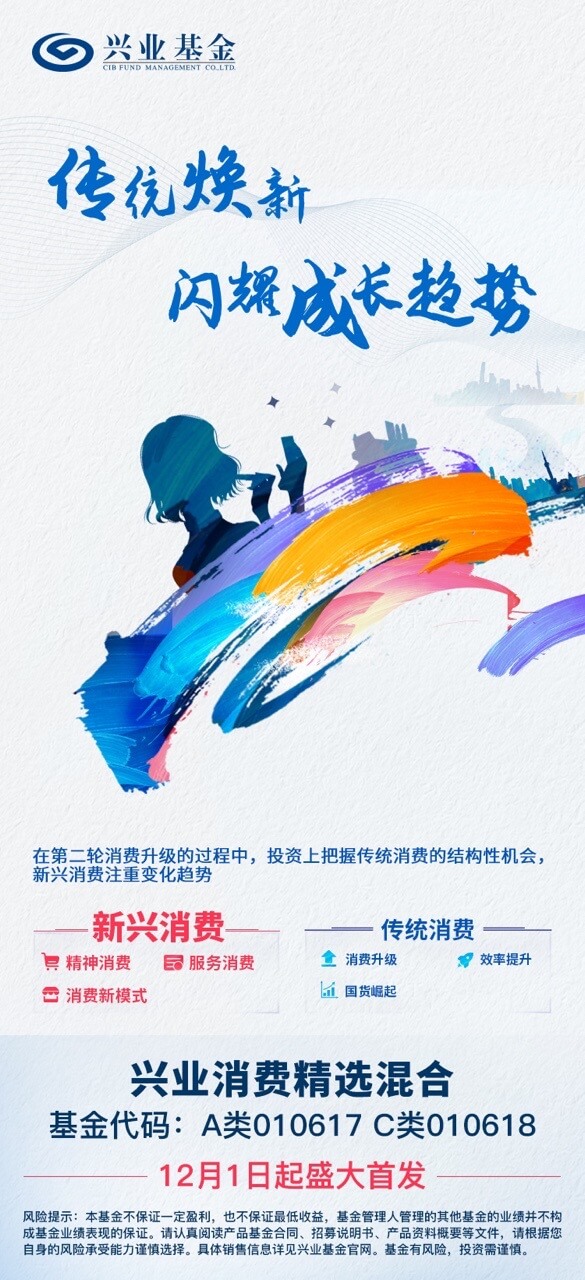 兴业基金
CIB FUND MANAGEMENT CO.,LTD.
传统焕新
闪耀成长趋势
在第二轮消费升级的过程中，投资上把握传统消费的结构性机会，
新兴消费注重变化趋势
新兴消费
精神消费
服务消费
消费新模式
传统消费
消费升级
效率提升
国货崛起
兴业消费精选混合
基金代码：A类010617 C类010618
12月1日起盛大首发
风险提示：本基金不保证一定盈利，也不保证最低收益，基金管理人管理的其他基金的业绩并不构
成基金业绩表现的保证。请认真阅读产品基金合同、招募说明书、产品资料概要等文件，请根据您
自身的风险承受能力谨慎选择。具体销售信息详见兴业基金官网。基金有风险，投资需谨慎。